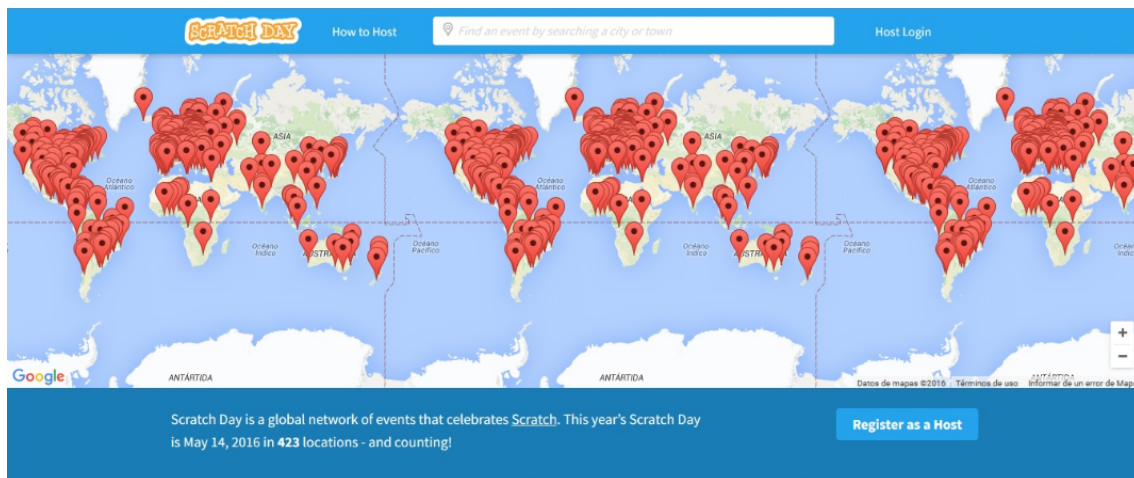 SCRATCH DAY
How to Host
Find an event by searching a city or town
Host Login
ASIA
ASIA
Océano
Atlántico
Océano
Atlántico
Océano
Atlántico
Océano
Índico
Océano
Pacífico
Océano
Índico
Océano
Pacífico
ANTÁRTIDA
ANTÁRTIDA
Google
Datos de mapas ©2016
Términos de uso
Informar de un error de Map
Scratch Day is a global network of events that celebrates Scratch. This year's Scratch Day
is May 14, 2016 in 423 locations - and counting!
Register as a Host